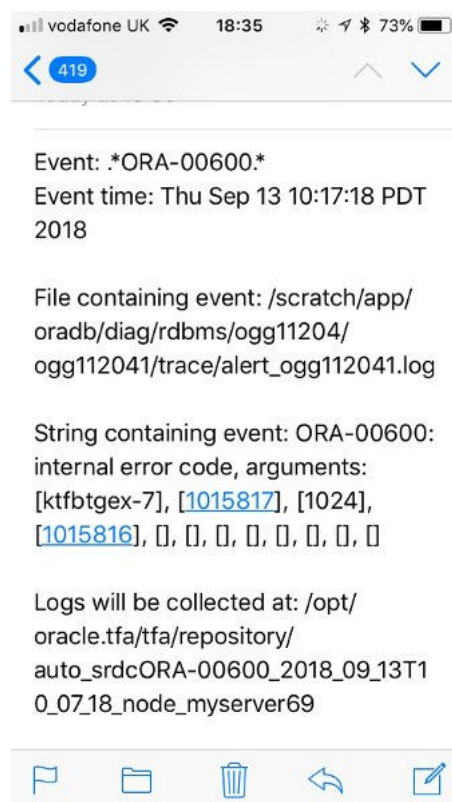 vodafone UK 18:35 73%
419
Event: .*ORA-00600.*
Event time: Thu Sep 13 10:17:18 PDT
2018
File containing event: /scratch/app/
oradb/diag/rdbms/ogg11204/
ogg112041/trace/alert_ogg112041.log
String containing event: ORA-00600:
internal error code, arguments:
[ktfbtgex-7], [1015817], [1024],
[1015816], [], [], [], [], [], [], [], []
Logs will be collected at: /opt/
oracle.tfa/tfa/repository/
auto_srdcORA-00600_2018_09_13T1
0_07_18_node_myserver69